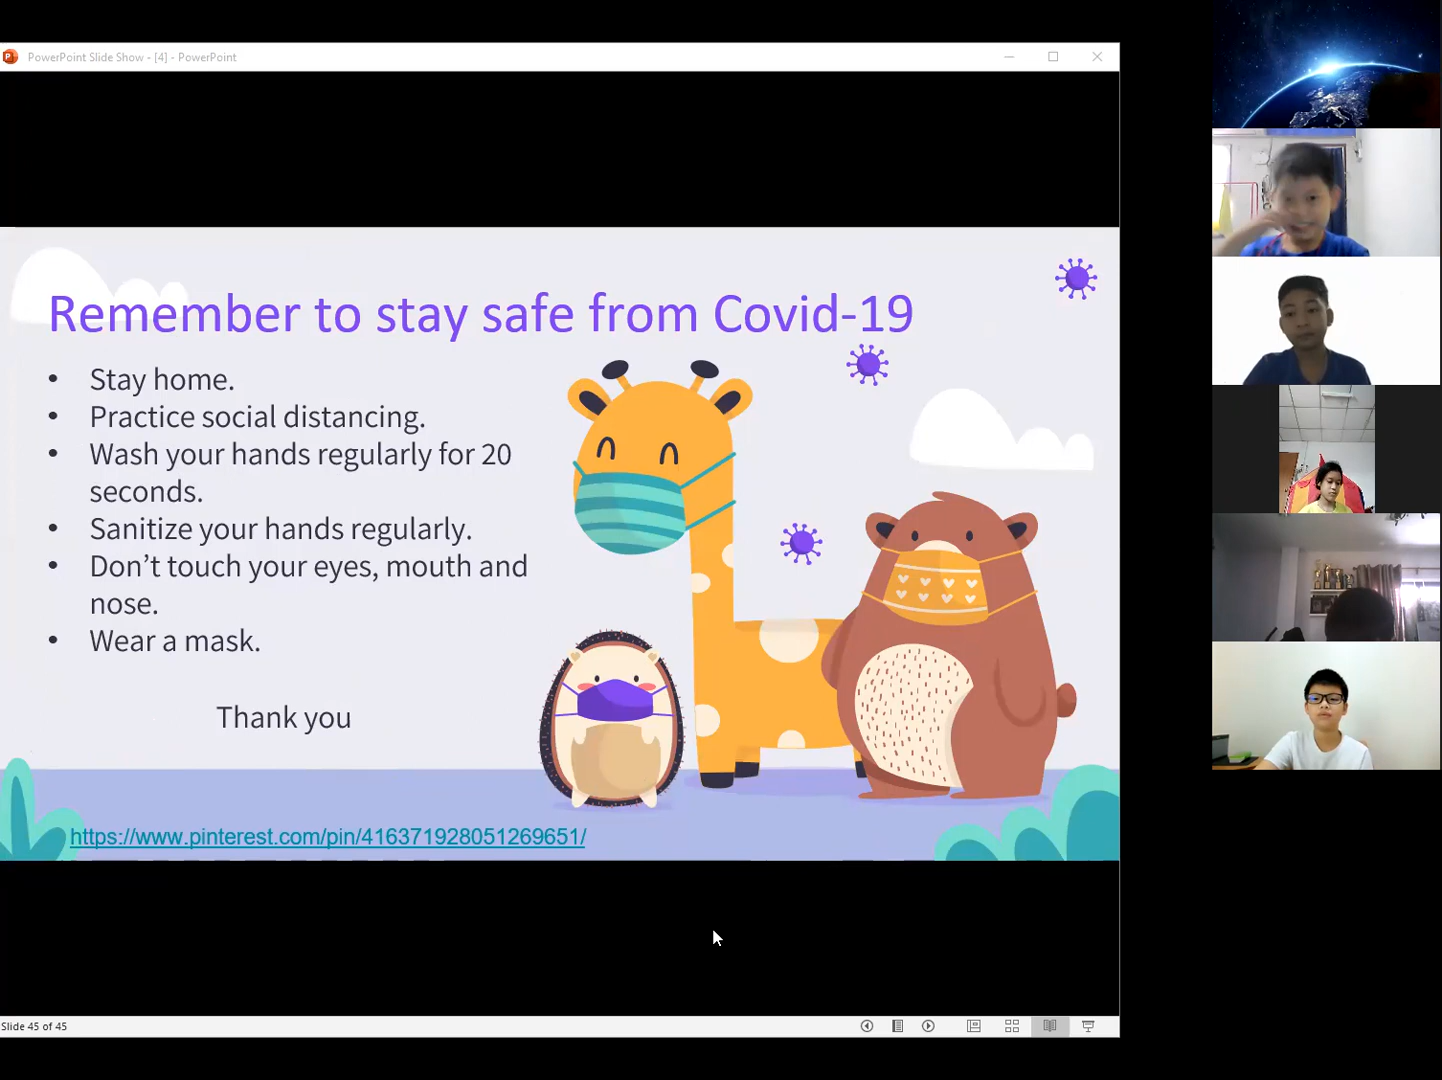 PowerPoint Slide Show - [4] - PowerPoint
Remember to stay safe from Covid-19
• Stay home.
• Practice social distancing.
• Wash your hands regularly for 20
seconds.
• Sanitize your hands regularly.
• Don’t touch your eyes, mouth and
nose.
• Wear a mask.
Thank you
https://www.pinterest.com/pin/416371928051269651/
Slide 45 of 45